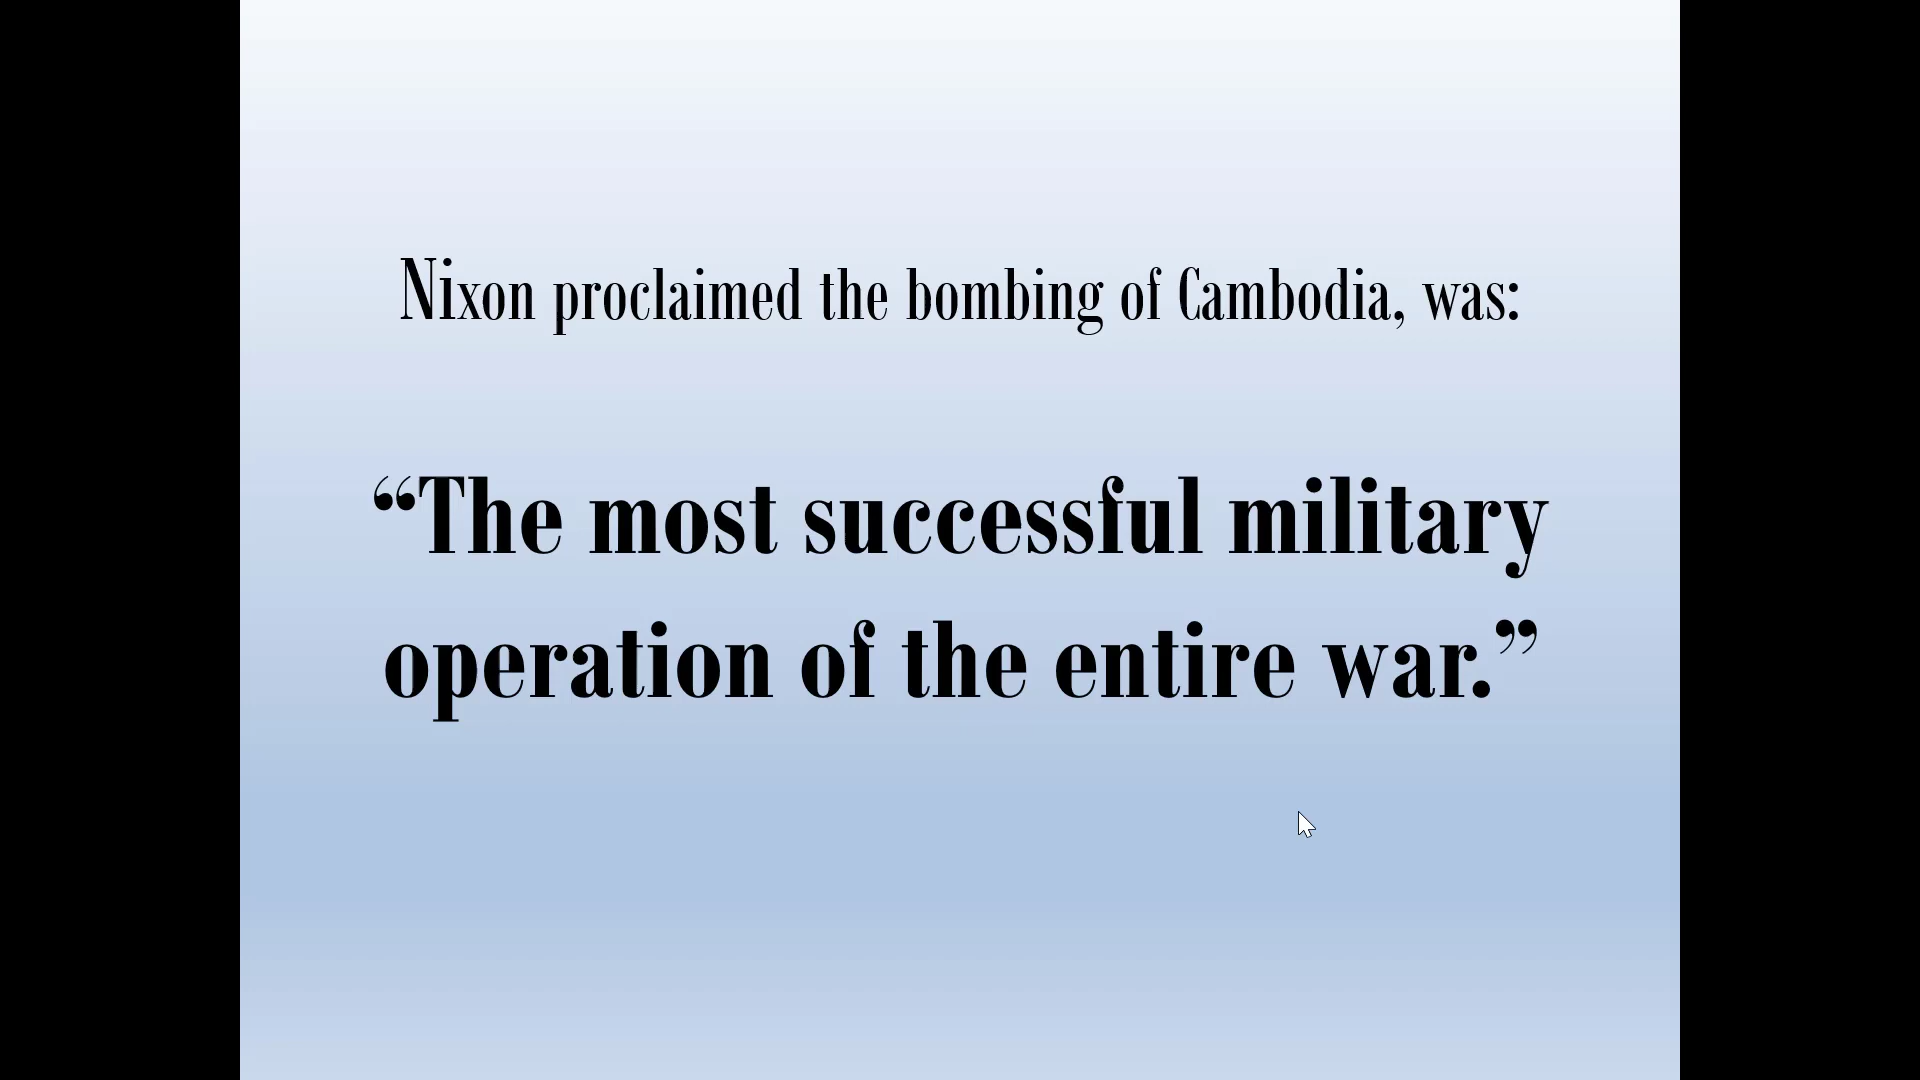 Nixon proclaimed the bombing of Cambodia, was:
“The most successful military
operation of the entire war.”